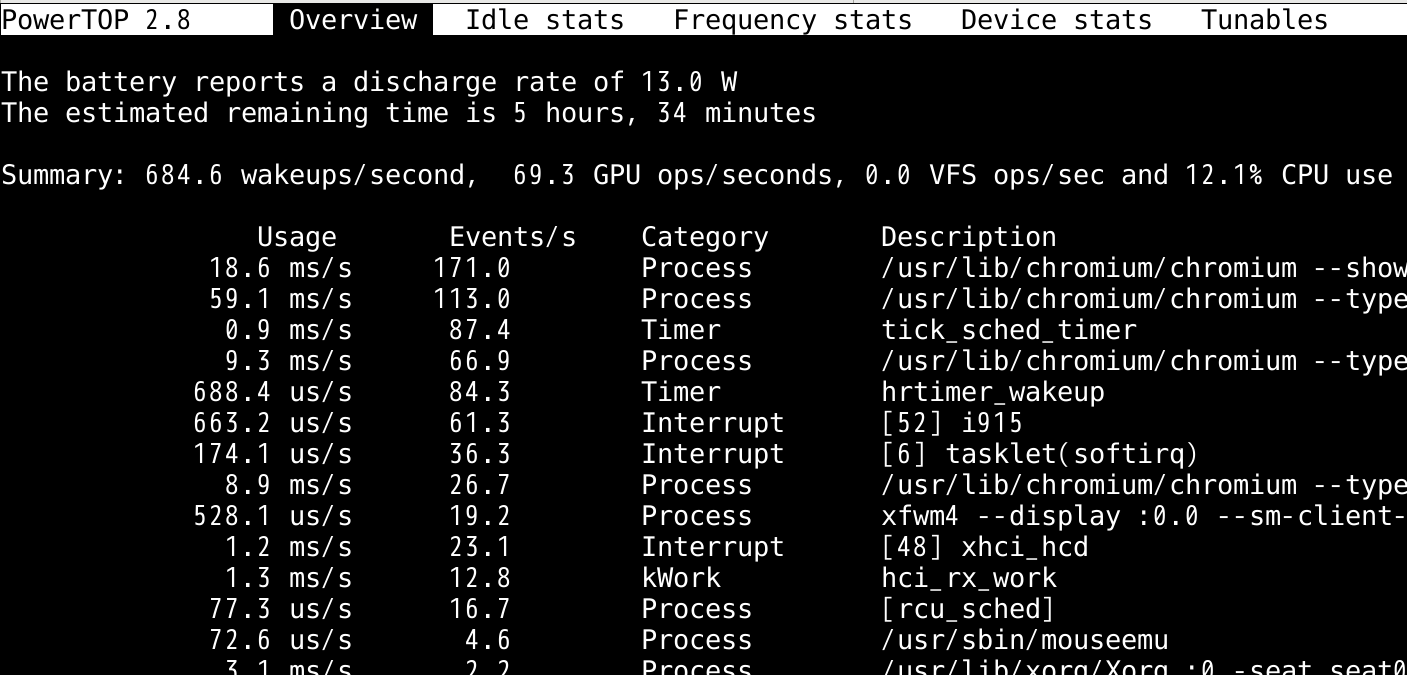 PowerTOP 2.8 Overview Idle stats Frequency stats Device stats Tunables
The battery reports a discharge rate of 13.0 W
The estimated remaining time is 5 hours, 34 minutes
Summary: 684.6 wakeups/second, 69.3 GPU ops/seconds, 0.0 VFS ops/sec and 12.1% CPU use
Usage Events/s Category Description
18.6 ms/s 171.0 Process /usr/lib/chromium/chromium --show
59.1 ms/s 113.0 Process /usr/lib/chromium/chromium --type
0.9 ms/s 87.4 Timer tick_sched_timer
9.3 ms/s 66.9 Process /usr/lib/chromium/chromium --type
688.4 us/s 84.3 Timer hrtimer_wakeup
663.2 us/s 61.3 Interrupt [52] i915
174.1 us/s 36.3 Interrupt [6] tasklet(softirq)
8.9 ms/s 26.7 Process /usr/lib/chromium/chromium --type
528.1 us/s 19.2 Process xfwm4 --display :0.0 --sm-client-
1.2 ms/s 23.1 Interrupt [48] xhci_hcd
1.3 ms/s 12.8 kWork hci_rx_work
77.3 us/s 16.7 Process [rcu_sched]
72.6 us/s 4.6 Process /usr/sbin/mouseemu
3.1 ms/s 2.2 Process /usr/lib/xorg/Xorg :0 -seat seat0